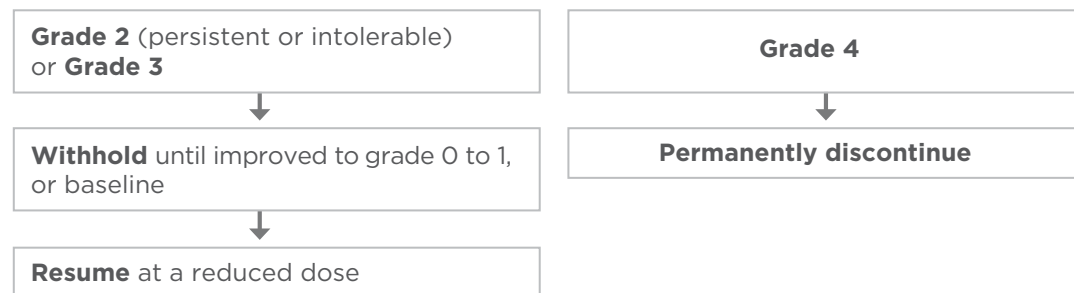 Grade 2 (persistent or intolerable)
or Grade 3
Withhold until improved to grade 0 to 1,
or baseline
Resume at a reduced dose
Grade 4
Permanently discontinue